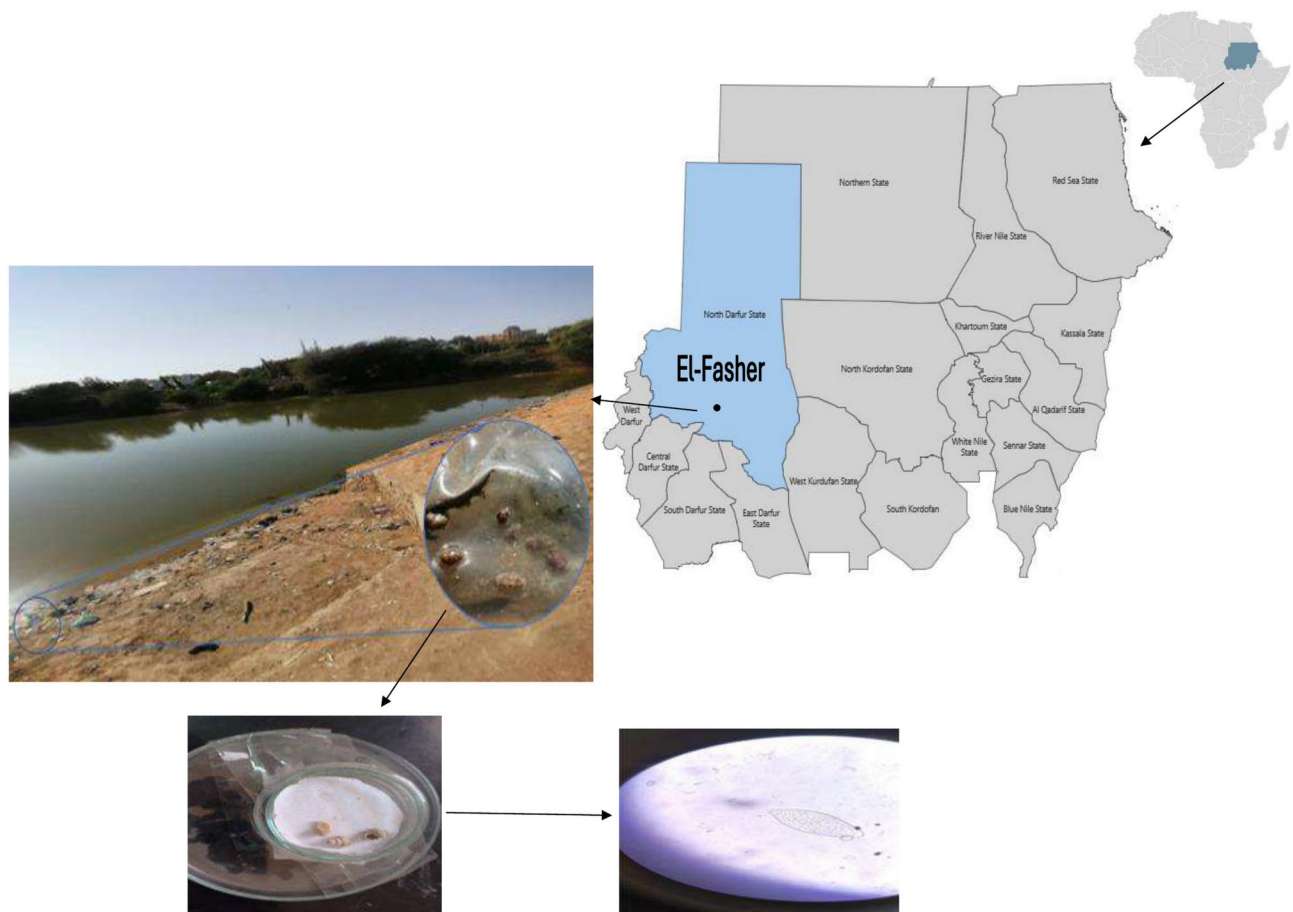 Northern State
Red Sea State
River Nile State
North Darfur State
Khartoum State
Kassala State
El-Fasher
North Kordofan State
Gezira State
West
Darfur
Al Qadarif State
Central
Darfur State
White Nile
State
Sennar State
West Kurdufan State
South Darfur State
East Darfur
State
South Kordofan
Blue Nile State